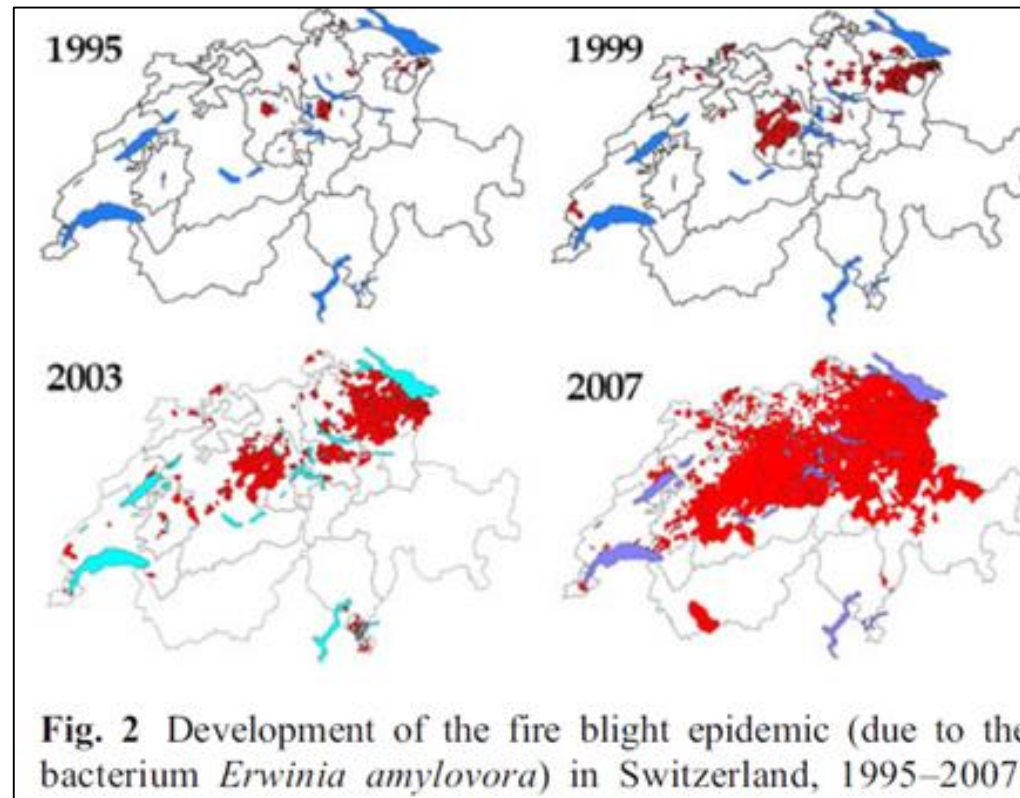 1995
1999
2003
2007
Fig. 2 Development of the fire blight epidemic (due to the
bacterium Erwinia amylovora) in Switzerland, 1995–2007